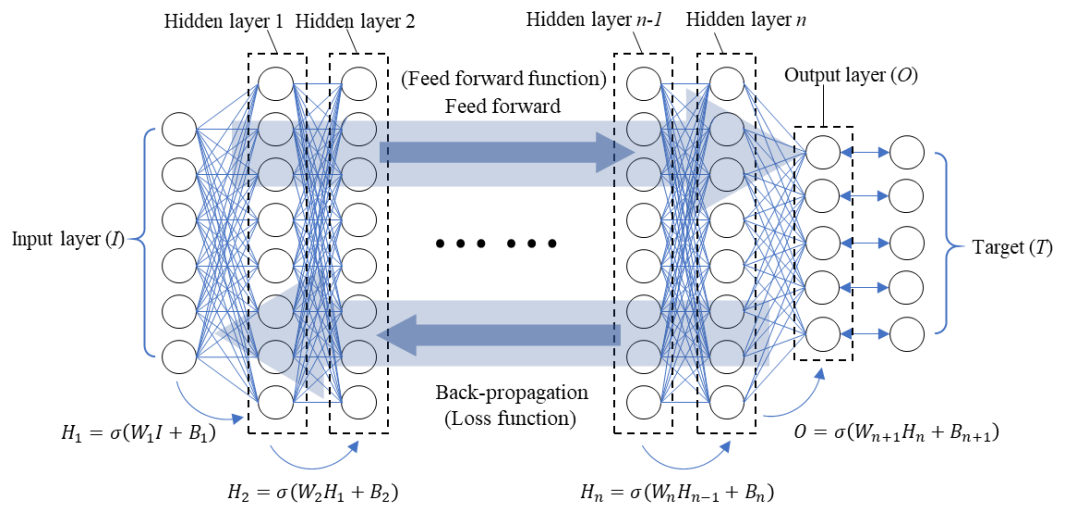 Hidden layer 1
Hidden layer 2
Hidden layer n-1
Hidden layer n
(Feed forward function)
Feed forward
Output layer (O)
Input layer (I)
Target (T)
Back-propagation
(Loss function)
H₁ = σ(W₁I + B₁)
O = σ(Wₙ₊₁Hₙ + Bₙ₊₁)
H₂ = σ(W₂H₁ + B₂)
Hₙ = σ(WₙHₙ₋₁ + Bₙ)